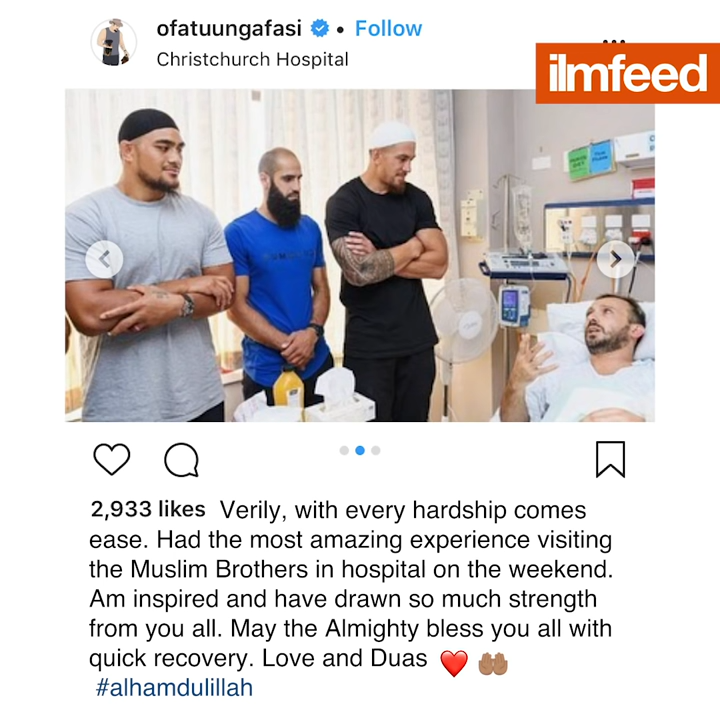 ofatuungafasi • Follow
Christchurch Hospital
ilmfeed
2,933 likes Verily, with every hardship comes
ease. Had the most amazing experience visiting
the Muslim Brothers in hospital on the weekend.
Am inspired and have drawn so much strength
from you all. May the Almighty bless you all with
quick recovery. Love and Duas ❤️ 🤲🏽
#alhamdulillah